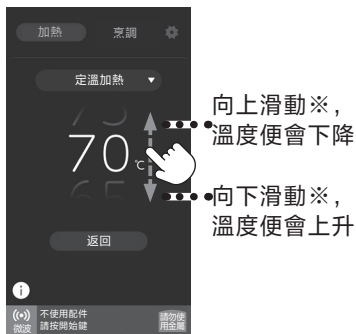 加熱 烹調
定溫加熱 ▼
75
70℃
65
向上滑動※，
溫度便會下降
向下滑動※，
溫度便會上升
返回
i
微波
不使用配件
請按開始鍵
請勿使
用金屬